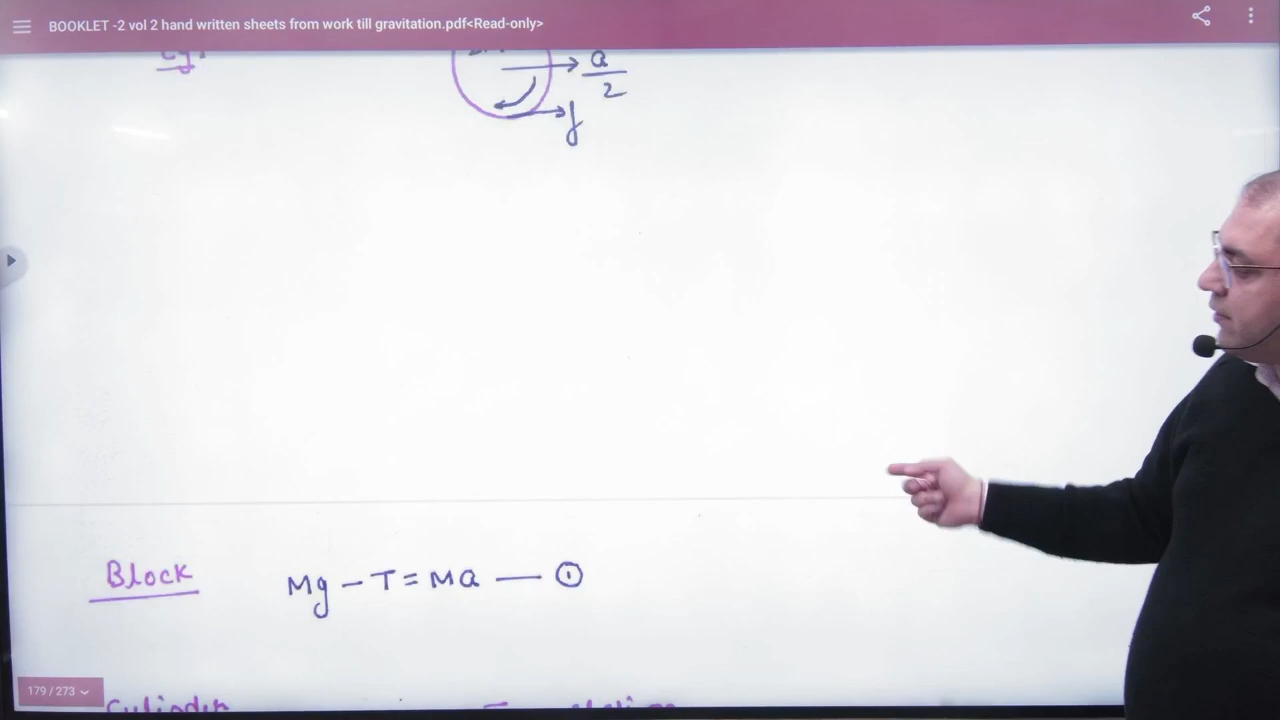 BOOKLET -2 vol 2 hand written sheets from work till gravitation.pdf<Read-only>
a
2
f
Block Mg - T = Ma — ①
179 / 273
Cylinder